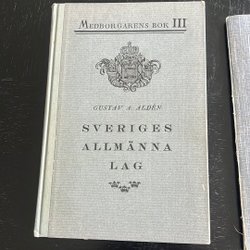 MEDBORGARENS BOK III
GUSTAV A. ALDÉN
SVERIGES
ALLMÄNNA
LAG